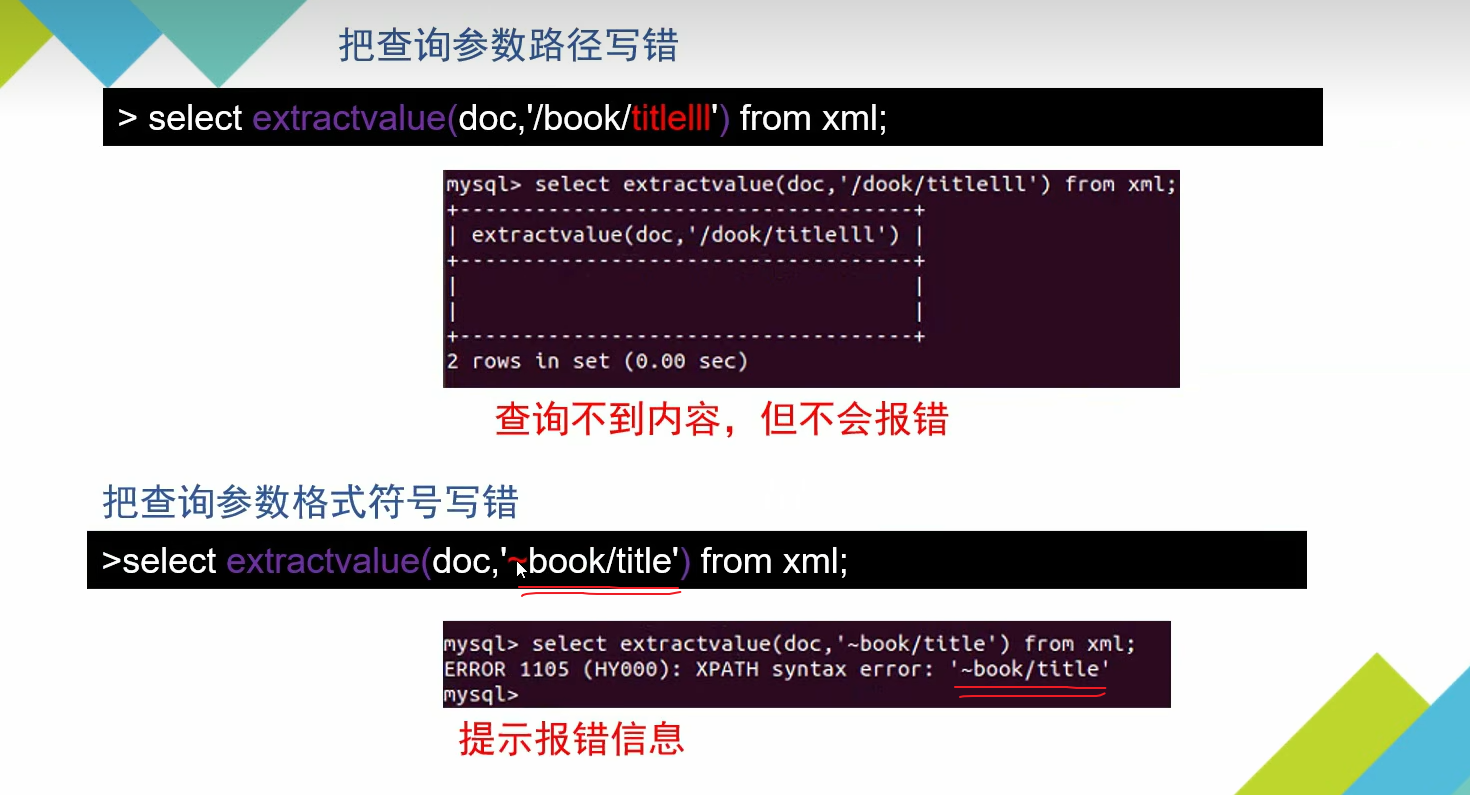 把查询参数路径写错
> select extractvalue(doc,'/book/titlelll') from xml;
mysql> select extractvalue(doc,'/dook/titlelll') from xml;
+------------------------------------+
| extractvalue(doc,'/dook/titlelll') |
+------------------------------------+
| |
| |
+------------------------------------+
2 rows in set (0.00 sec)
查询不到内容，但不会报错
把查询参数格式符号写错
>select extractvalue(doc,'~book/title') from xml;
mysql> select extractvalue(doc,'~book/title') from xml;
ERROR 1105 (HY000): XPATH syntax error: '~book/title'
mysql>
提示报错信息